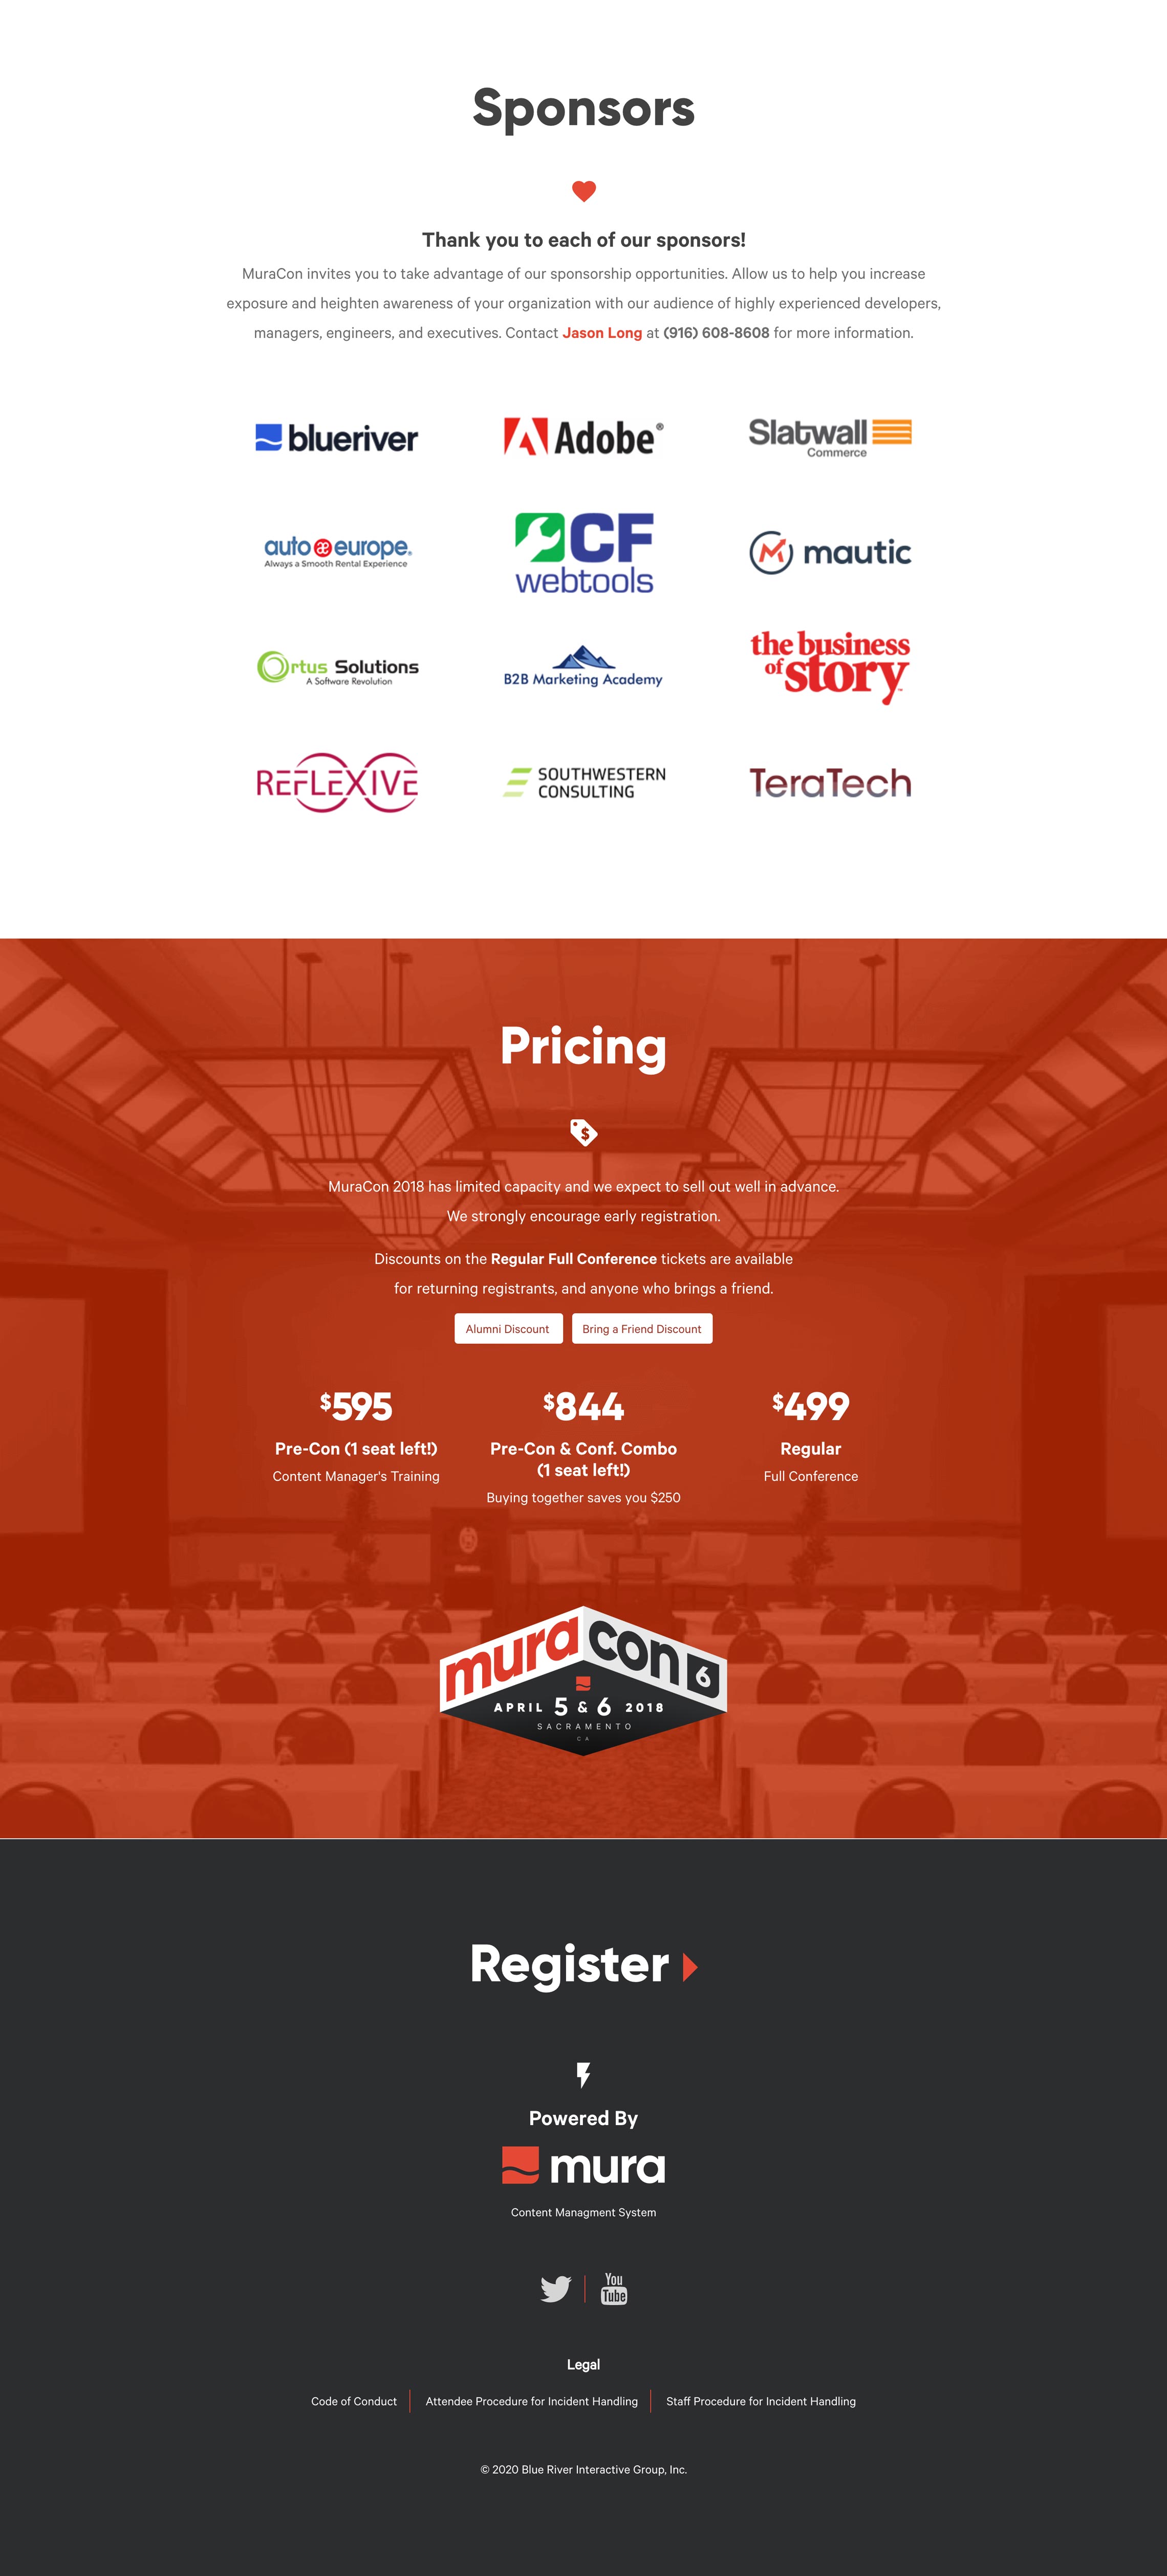 Sponsors
Thank you to each of our sponsors!
MuraCon invites you to take advantage of our sponsorship opportunities. Allow us to help you increase
exposure and heighten awareness of your organization with our audience of highly experienced developers,
managers, engineers, and executives. Contact Jason Long at (916) 608-8608 for more information.
blueriver
Adobe®
Slatwall
Commerce
auto europe®
Always a Smooth Rental Experience
CF
webtools
mautic
Ortus Solutions
A Software Revolution
B2B Marketing Academy
the business
of story™
REFLEXIVE
SOUTHWESTERN
CONSULTING
TeraTech
Pricing
$
MuraCon 2018 has limited capacity and we expect to sell out well in advance.
We strongly encourage early registration.
Discounts on the Regular Full Conference tickets are available
for returning registrants, and anyone who brings a friend.
Alumni Discount
Bring a Friend Discount
$595
Pre-Con (1 seat left!)
Content Manager's Training
$844
Pre-Con & Conf. Combo
(1 seat left!)
Buying together saves you $250
$499
Regular
Full Conference
muracon 6
APRIL 5 & 6 2018
SACRAMENTO
CA
Register
Powered By
mura
Content Managment System
You
Tube
Legal
Code of Conduct
Attendee Procedure for Incident Handling
Staff Procedure for Incident Handling
© 2020 Blue River Interactive Group, Inc.